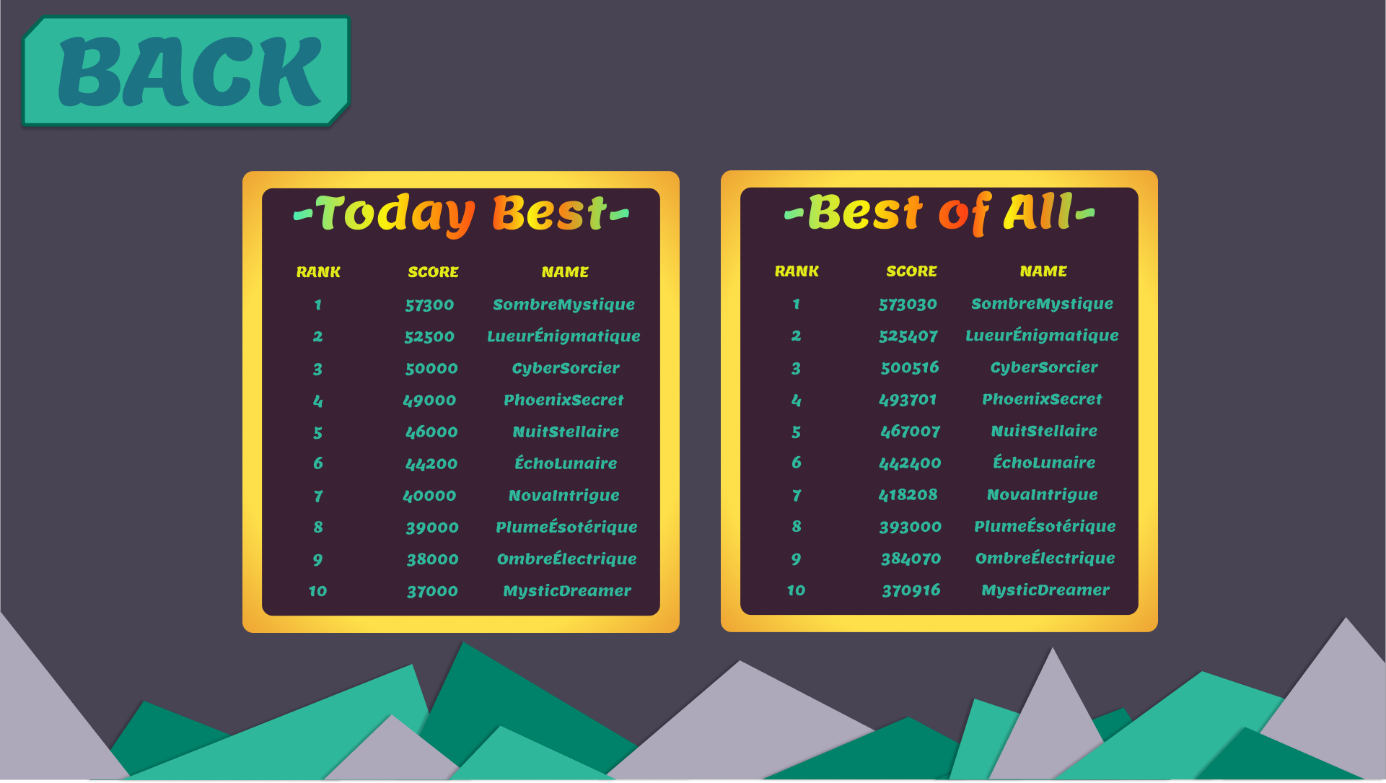 BACK
-Today Best-
RANK SCORE NAME
1 57300 SombreMystique
2 52500 LueurÉnigmatique
3 50000 CyberSorcier
4 49000 PhoenixSecret
5 46000 NuitStellaire
6 44200 ÉchoLunaire
7 40000 NovaIntrigue
8 39000 PlumeÉsotérique
9 38000 OmbreÉlectrique
10 37000 MysticDreamer
-Best of All-
RANK SCORE NAME
1 573030 SombreMystique
2 525407 LueurÉnigmatique
3 500516 CyberSorcier
4 493701 PhoenixSecret
5 467007 NuitStellaire
6 442400 ÉchoLunaire
7 418208 NovaIntrigue
8 393000 PlumeÉsotérique
9 384070 OmbreÉlectrique
10 370916 MysticDreamer